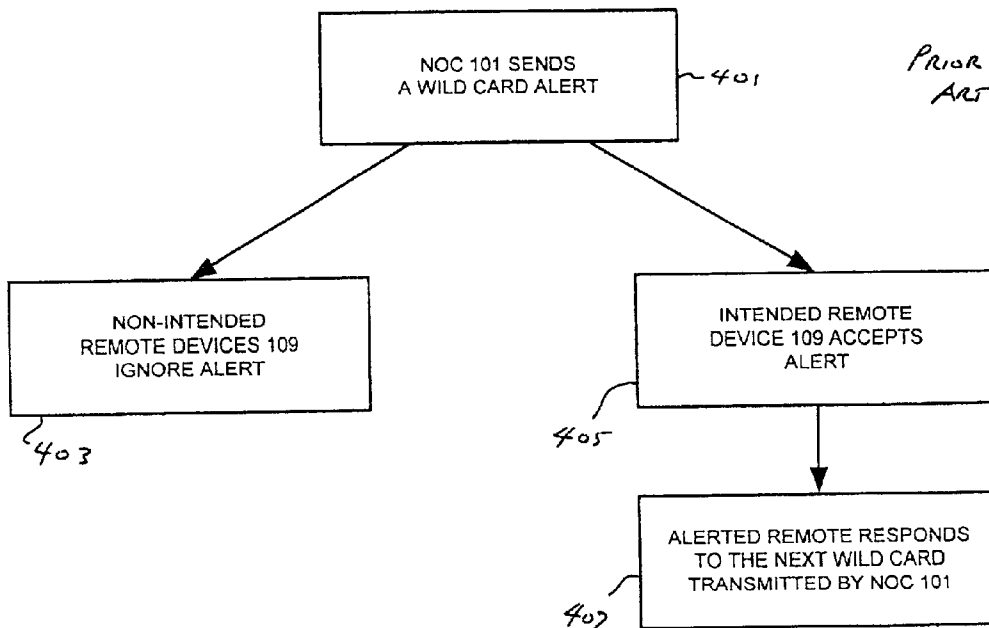 NOC 101 SENDS
A WILD CARD ALERT
401
PRIOR
ART
NON-INTENDED
REMOTE DEVICES 109
IGNORE ALERT
403
INTENDED REMOTE
DEVICE 109 ACCEPTS
ALERT
405
ALERTED REMOTE RESPONDS
TO THE NEXT WILD CARD
TRANSMITTED BY NOC 101
407